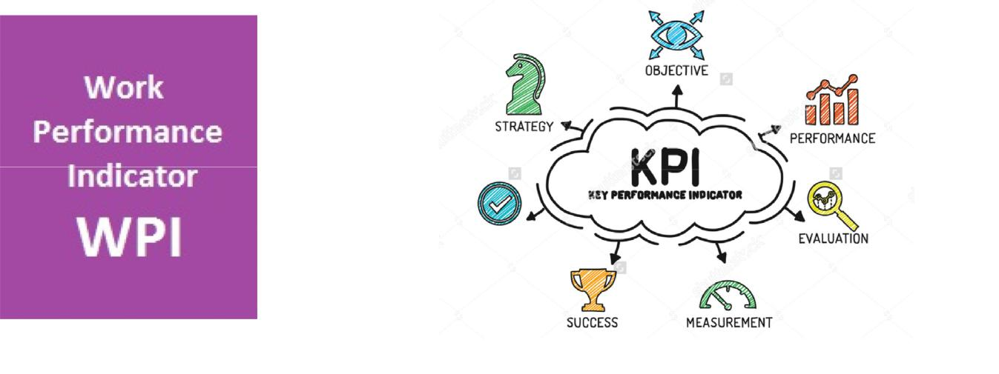 Work
Performance
Indicator
WPI
OBJECTIVE
STRATEGY
PERFORMANCE
KPI
KEY PERFORMANCE INDICATOR
EVALUATION
SUCCESS
MEASUREMENT